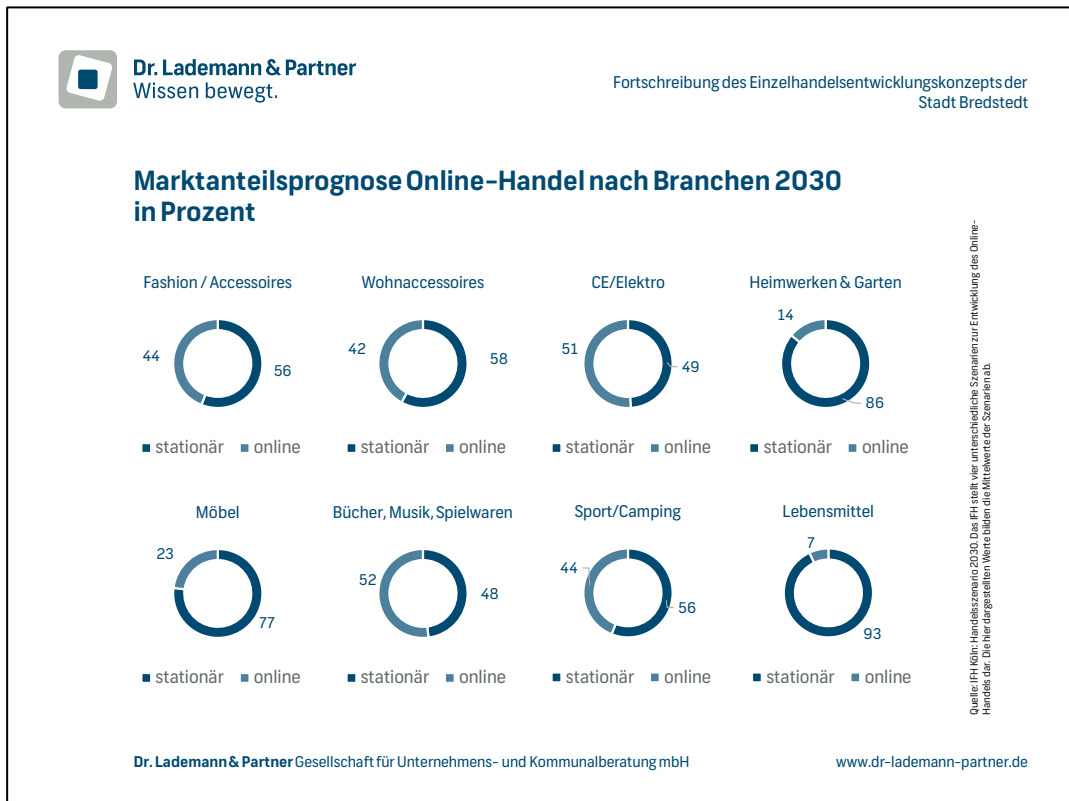 Dr. Lademann & Partner
Wissen bewegt.
Fortschreibung des Einzelhandelsentwicklungskonzepts der
Stadt Bredstedt
Marktanteilsprognose Online-Handel nach Branchen 2030
in Prozent
Fashion / Accessoires
44
56
stationär online
Wohnaccessoires
42
58
stationär online
CE/Elektro
51
49
stationär online
Heimwerken & Garten
14
86
stationär online
Möbel
23
77
stationär online
Bücher, Musik, Spielwaren
52
48
stationär online
Sport/Camping
44
56
stationär online
Lebensmittel
7
93
stationär online
Quelle: IFH Köln: Handelsszenario 2030. Das IFH stellt vier unterschiedliche Szenarien zur Entwicklung des Online-
Handels dar. Die hier dargestellten Werte bilden die Mittelwerte der Szenarien ab.
Dr. Lademann & Partner Gesellschaft für Unternehmens- und Kommunalberatung mbH
www.dr-lademann-partner.de